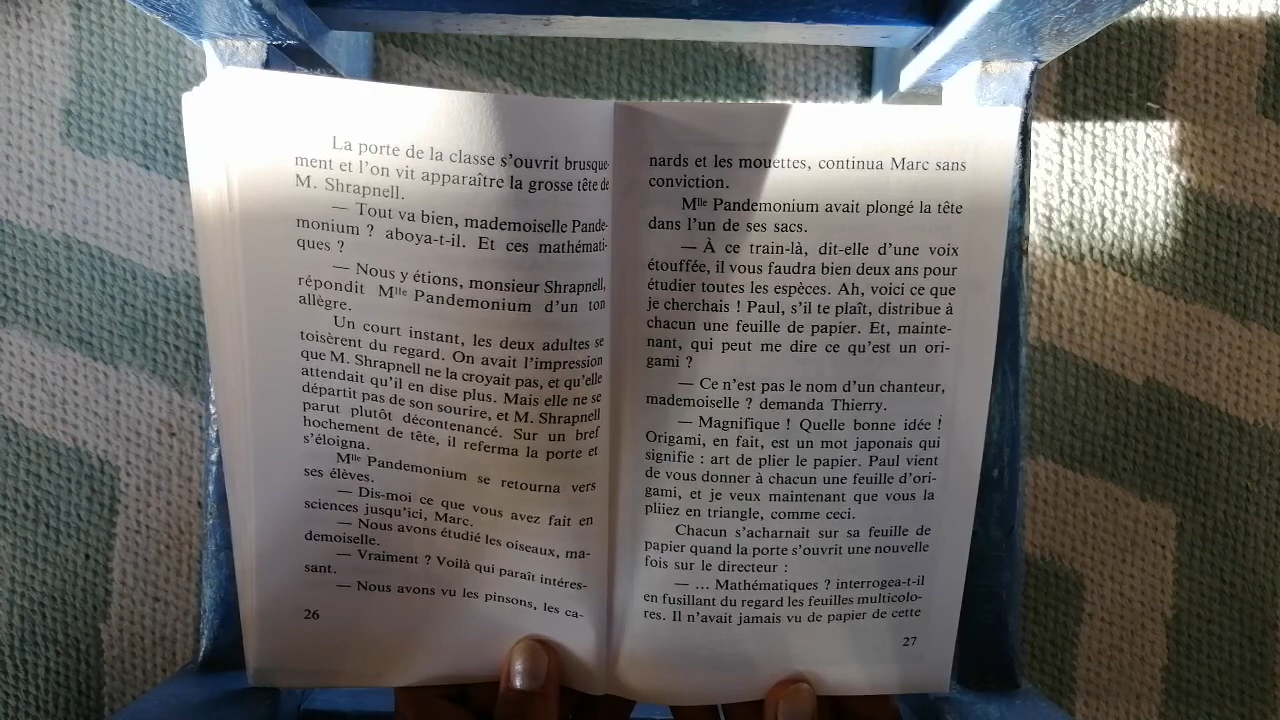 La porte de la classe s'ouvrit brusque-
ment et l'on vit apparaître la grosse tête de
M. Shrapnell.
— Tout va bien, mademoiselle Pande-
monium ? aboya-t-il. Et ces mathémati-
ques ?
— Nous y étions, monsieur Shrapnell,
répondit Mlle Pandemonium d'un ton
allègre.
Un court instant, les deux adultes se
toisèrent du regard. On avait l'impression
que M. Shrapnell ne la croyait pas, et qu'elle
attendait qu'il en dise plus. Mais elle ne se
départit pas de son sourire, et M. Shrapnell
parut plutôt décontenancé. Sur un bref
hochement de tête, il referma la porte et
s'éloigna.
Mlle Pandemonium se retourna vers
ses élèves.
— Dis-moi ce que vous avez fait en
sciences jusqu'ici, Marc.
— Nous avons étudié les oiseaux, ma-
demoiselle.
— Vraiment ? Voilà qui paraît intéres-
sant.
— Nous avons vu les pinsons, les ca-
26
nards et les mouettes, continua Marc sans
conviction.
Mlle Pandemonium avait plongé la tête
dans l'un de ses sacs.
— À ce train-là, dit-elle d'une voix
étouffée, il vous faudra bien deux ans pour
étudier toutes les espèces. Ah, voici ce que
je cherchais ! Paul, s'il te plaît, distribue à
chacun une feuille de papier. Et, mainte-
nant, qui peut me dire ce qu'est un ori-
gami ?
— Ce n'est pas le nom d'un chanteur,
mademoiselle ? demanda Thierry.
— Magnifique ! Quelle bonne idée !
Origami, en fait, est un mot japonais qui
signifie : art de plier le papier. Paul vient
de vous donner à chacun une feuille d'ori-
gami, et je veux maintenant que vous la
pliiez en triangle, comme ceci.
Chacun s'acharnait sur sa feuille de
papier quand la porte s'ouvrit une nouvelle
fois sur le directeur :
— ... Mathématiques ? interrogea-t-il
en fusillant du regard les feuilles multicolo-
res. Il n'avait jamais vu de papier de cette
27